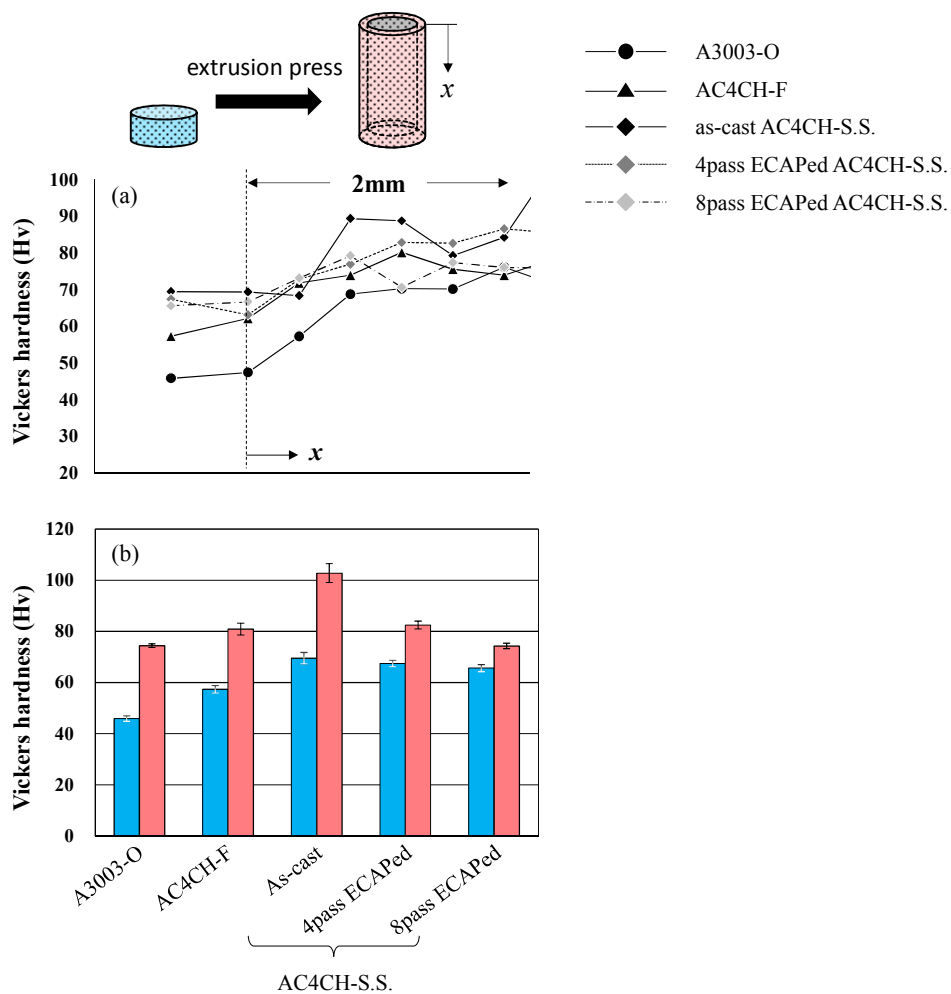 extrusion press
x
A3003-O
AC4CH-F
as-cast AC4CH-S.S.
4pass ECAPed AC4CH-S.S.
8pass ECAPed AC4CH-S.S.
Vickers hardness (Hv)
100
90
80
70
60
50
40
30
20
(a)
2mm
x
Vickers hardness (Hv)
120
100
80
60
40
20
0
(b)
A3003-O
AC4CH-F
As-cast
4pass ECAPed
8pass ECAPed
AC4CH-S.S.